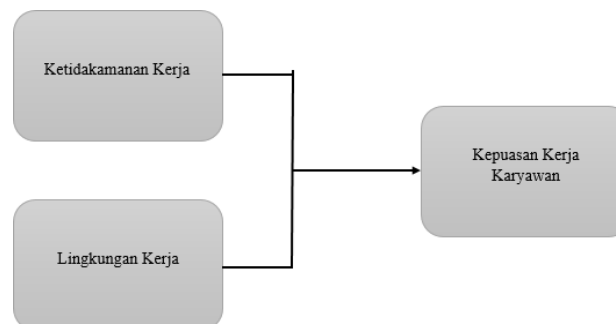 Ketidakamanan Kerja
Kepuasan Kerja
Karyawan
Lingkungan Kerja